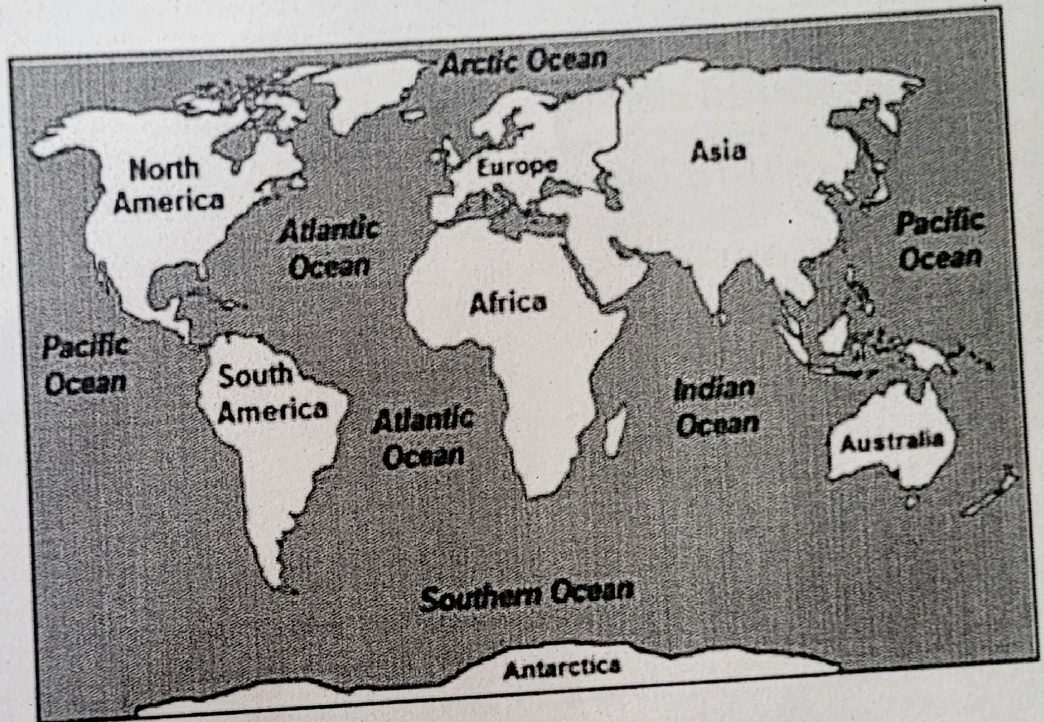 Arctic Ocean
North
America
Europe
Asia
Atlantic
Ocean
Pacific
Ocean
Africa
Pacific
Ocean
South
America
Atlantic
Ocean
Indian
Ocean
Australia
Southern Ocean
Antarctica